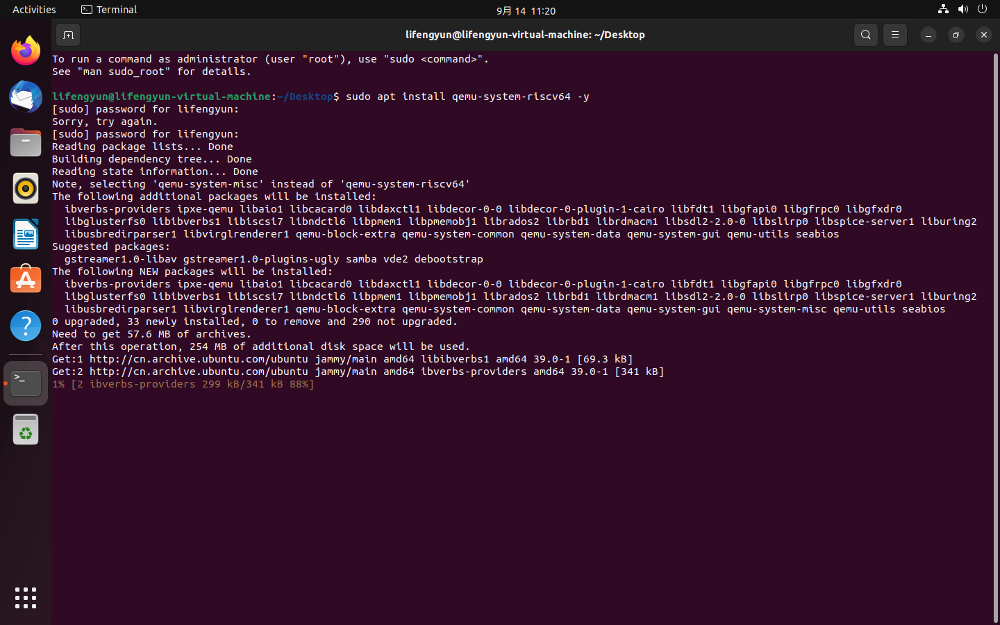 Activities
Terminal
9月 14 11:20
lifengyun@lifengyun-virtual-machine: ~/Desktop
To run a command as administrator (user "root"), use "sudo <command>".
See "man sudo_root" for details.
lifengyun@lifengyun-virtual-machine:~/Desktop$ sudo apt install qemu-system-riscv64 -y
[sudo] password for lifengyun:
Sorry, try again.
[sudo] password for lifengyun:
Reading package lists... Done
Building dependency tree... Done
Reading state information... Done
Note, selecting 'qemu-system-misc' instead of 'qemu-system-riscv64'
The following additional packages will be installed:
ibverbs-providers ipxe-qemu libaio1 libcacard0 libdaxctl1 libdecor-0-0 libdecor-0-plugin-1-cairo libfdt1 libgfapi0 libgfrpc0 libgfxdr0
libglusterfs0 libibverbs1 libiscsi7 libndctl6 libpmem1 libpmemobj1 librados2 librbd1 librdmacm1 libsdl2-2.0-0 libslirp0 libspice-server1 liburing2
libusbredirparser1 libvirglrenderer1 qemu-block-extra qemu-system-common qemu-system-data qemu-system-gui qemu-utils seabios
Suggested packages:
gstreamer1.0-libav gstreamer1.0-plugins-ugly samba vde2 debootstrap
The following NEW packages will be installed:
ibverbs-providers ipxe-qemu libaio1 libcacard0 libdaxctl1 libdecor-0-0 libdecor-0-plugin-1-cairo libfdt1 libgfapi0 libgfrpc0 libgfxdr0
libglusterfs0 libibverbs1 libiscsi7 libndctl6 libpmem1 libpmemobj1 librados2 librbd1 librdmacm1 libsdl2-2.0-0 libslirp0 libspice-server1 liburing2
libusbredirparser1 libvirglrenderer1 qemu-block-extra qemu-system-common qemu-system-data qemu-system-gui qemu-system-misc qemu-utils seabios
0 upgraded, 33 newly installed, 0 to remove and 290 not upgraded.
Need to get 57.6 MB of archives.
After this operation, 254 MB of additional disk space will be used.
Get:1 http://cn.archive.ubuntu.com/ubuntu jammy/main amd64 libibverbs1 amd64 39.0-1 [69.3 kB]
Get:2 http://cn.archive.ubuntu.com/ubuntu jammy/main amd64 ibverbs-providers amd64 39.0-1 [341 kB]
1% [2 ibverbs-providers 299 kB/341 kB 88%]